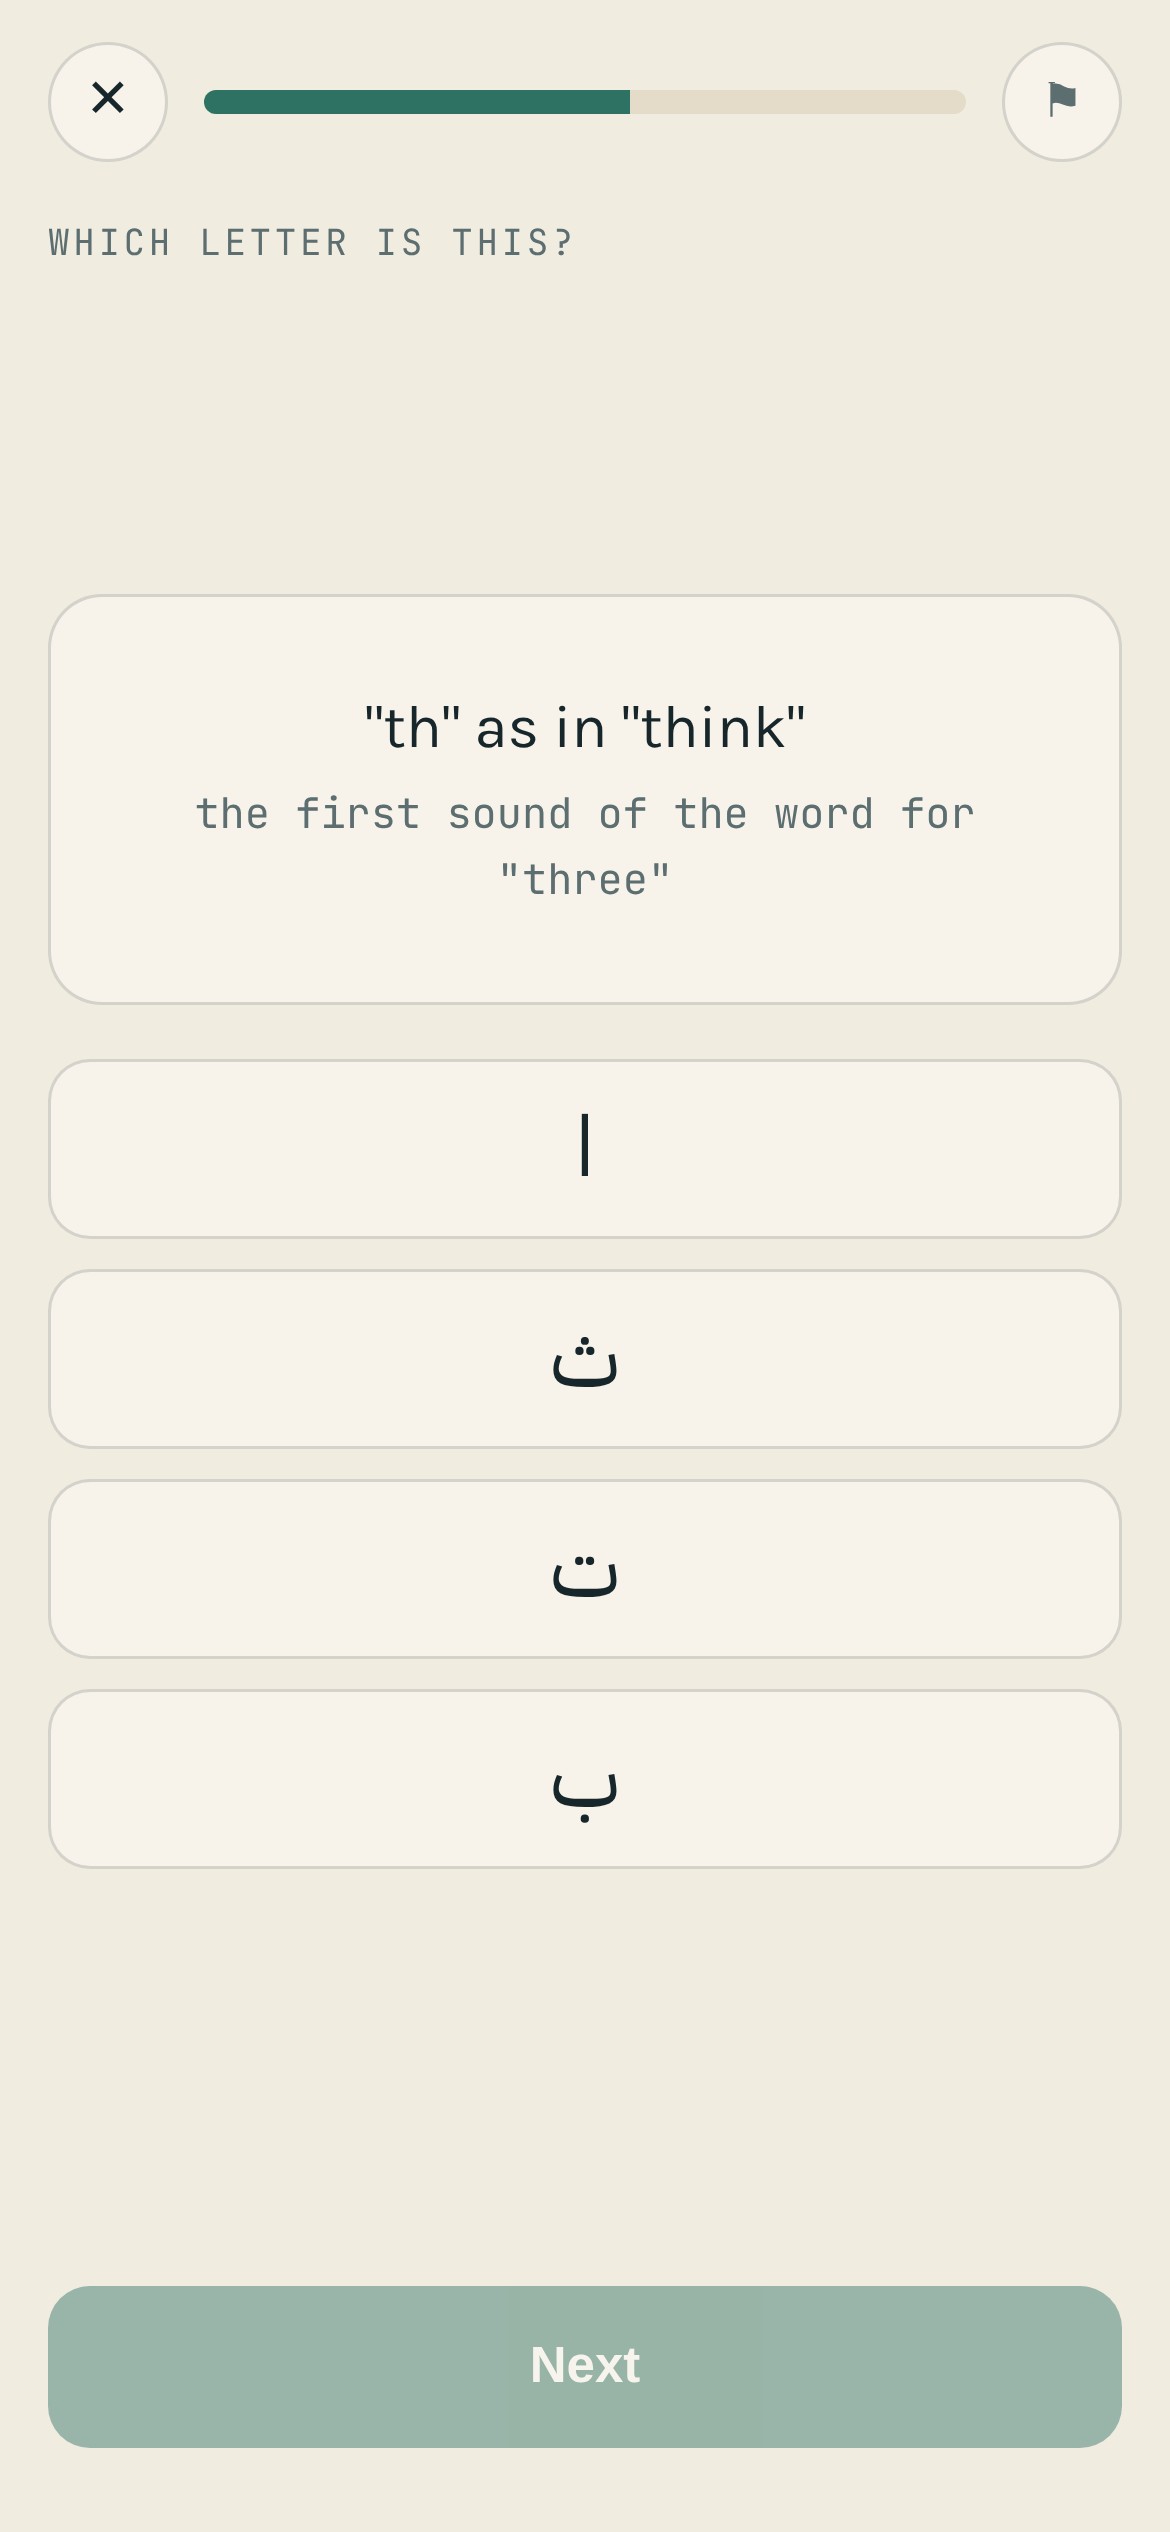 WHICH LETTER IS THIS?
"th" as in "think"
the first sound of the word for
"three"
ا
ث
ت
ب
Next